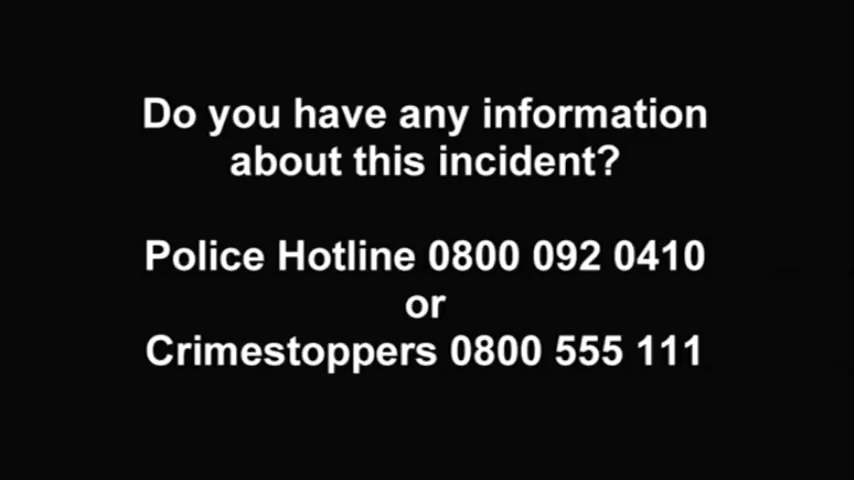 Do you have any information
about this incident?
Police Hotline 0800 092 0410
or
Crimestoppers 0800 555 111